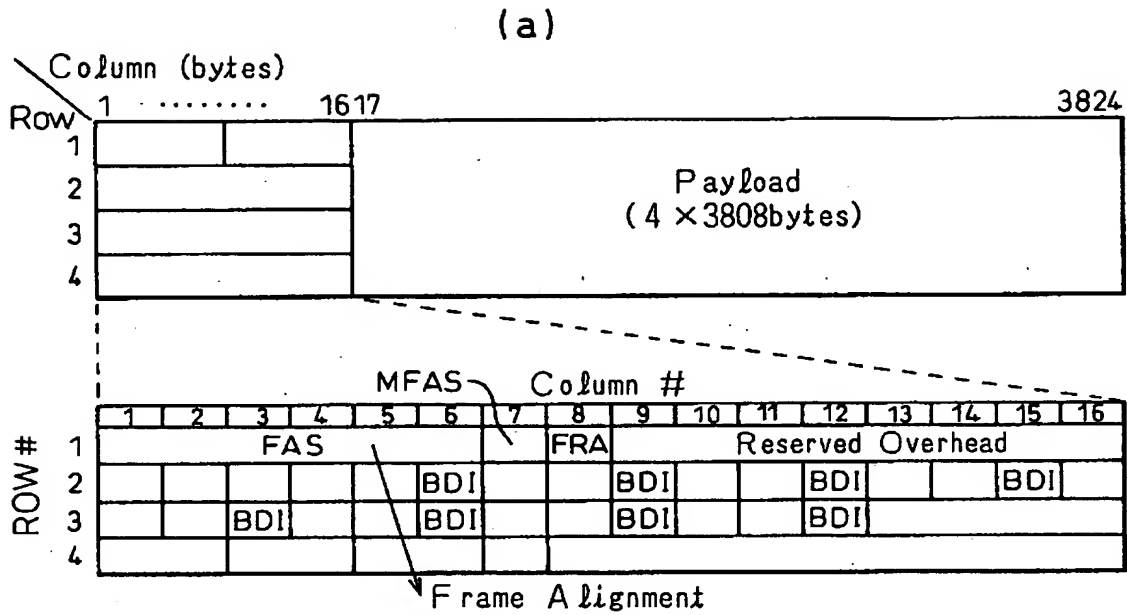 (a)
Column (bytes)
Row 1 ········ 1617 3824
1
2 Payload
(4 ×3808bytes)
3
4
MFAS Column #
1 2 3 4 5 6 7 8 9 10 11 12 13 14 15 16
ROW#
1 FAS FRA Reserved Overhead
2 BDI BDI BDI BDI
3 BDI BDI BDI BDI
4
Frame Alignment